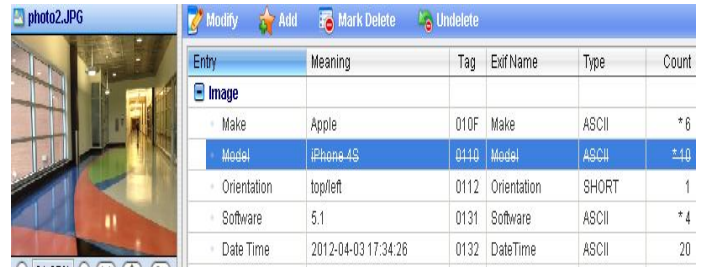 photo2.JPG
Modify Add Mark Delete Undelete
Entry Meaning Tag Exif Name Type Count
Image
Make Apple 010F Make ASCII * 6
Model iPhone 4S 0110 Model ASCII * 10
Orientation top/left 0112 Orientation SHORT 1
Software 5.1 0131 Software ASCII * 4
Date Time 2012-04-03 17:34:26 0132 DateTime ASCII 20